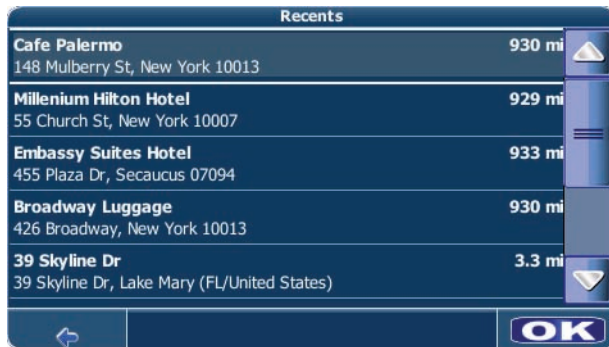 Recents
Cafe Palermo 930 mi
148 Mulberry St, New York 10013
Millenium Hilton Hotel 929 mi
55 Church St, New York 10007
Embassy Suites Hotel 933 mi
455 Plaza Dr, Secaucus 07094
Broadway Luggage 930 mi
426 Broadway, New York 10013
39 Skyline Dr 3.3 mi
39 Skyline Dr, Lake Mary (FL/United States)
OK